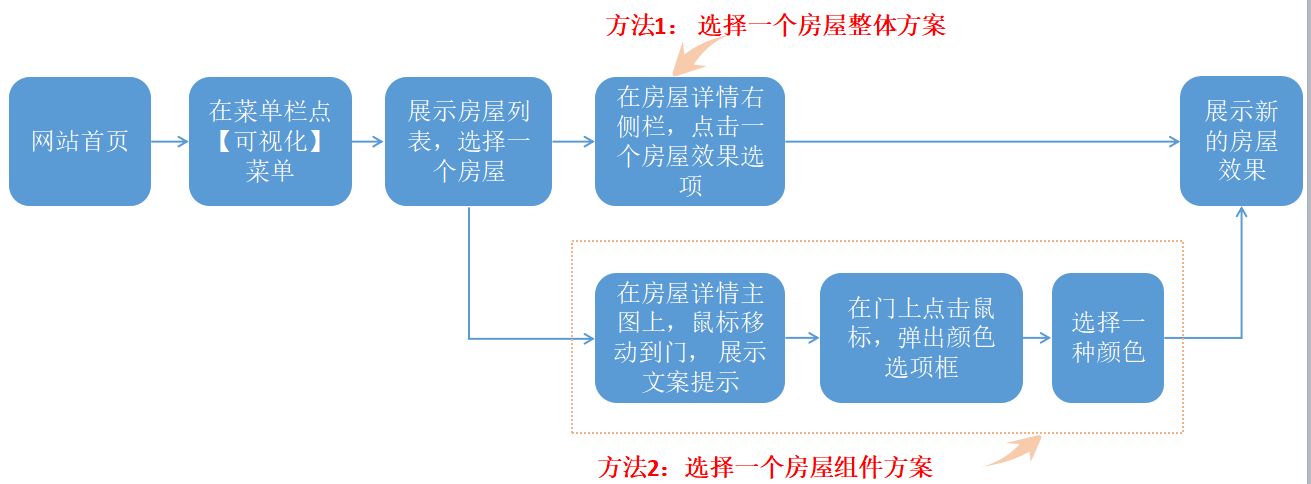 方法1： 选择一个房屋整体方案
网站首页
在菜单栏点
【可视化】
菜单
展示房屋列
表，选择一
个房屋
在房屋详情右
侧栏，点击一
个房屋效果选
项
展示新
的房屋
效果
在房屋详情主
图上，鼠标移
动到门， 展示
文案提示
在门上点击鼠
标，弹出颜色
选项框
选择一
种颜色
方法2：选择一个房屋组件方案